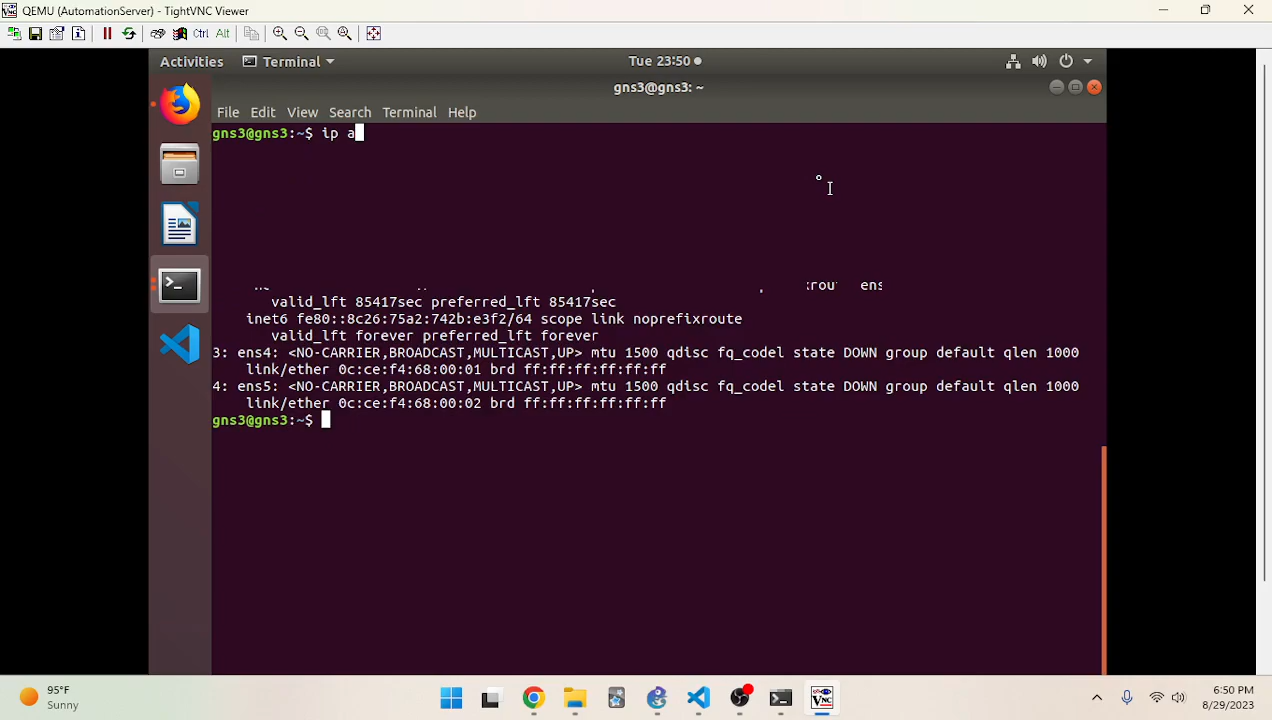 QEMU (AutomationServer) - TightVNC Viewer
Ctrl Alt
Activities Terminal Tue 23:50
gns3@gns3: ~
File Edit View Search Terminal Help
gns3@gns3:~$ ip a
ens
valid_lft 85417sec preferred_lft 85417sec
inet6 fe80::8c26:75a2:742b:e3f2/64 scope link noprefixroute
valid_lft forever preferred_lft forever
3: ens4: <NO-CARRIER,BROADCAST,MULTICAST,UP> mtu 1500 qdisc fq_codel state DOWN group default qlen 1000
link/ether 0c:ce:f4:68:00:01 brd ff:ff:ff:ff:ff:ff
4: ens5: <NO-CARRIER,BROADCAST,MULTICAST,UP> mtu 1500 qdisc fq_codel state DOWN group default qlen 1000
link/ether 0c:ce:f4:68:00:02 brd ff:ff:ff:ff:ff:ff
gns3@gns3:~$
95°F
Sunny
6:50 PM
8/29/2023